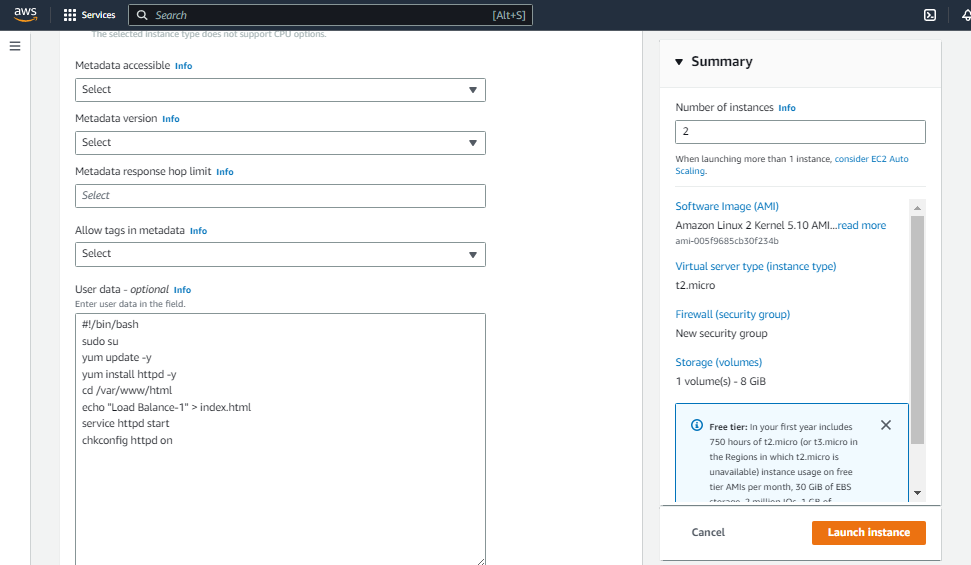 aws
Services
Search
[Alt+S]
The selected instance type does not support CPU options.
Metadata accessible Info
Select
Metadata version Info
Select
Metadata response hop limit Info
Select
Allow tags in metadata Info
Select
User data - optional Info
Enter user data in the field.
#!/bin/bash
sudo su
yum update -y
yum install httpd -y
cd /var/www/html
echo "Load Balance-1" > index.html
service httpd start
chkconfig httpd on
Summary
Number of instances Info
2
When launching more than 1 instance, consider EC2 Auto
Scaling.
Software Image (AMI)
Amazon Linux 2 Kernel 5.10 AMI...read more
ami-005f9685cb30f234b
Virtual server type (instance type)
t2.micro
Firewall (security group)
New security group
Storage (volumes)
1 volume(s) - 8 GiB
Free tier: In your first year includes
750 hours of t2.micro (or t3.micro in
the Regions in which t2.micro is
unavailable) instance usage on free
tier AMIs per month, 30 GiB of EBS
storage, 2 million IOs, 1 GB of
Cancel
Launch instance